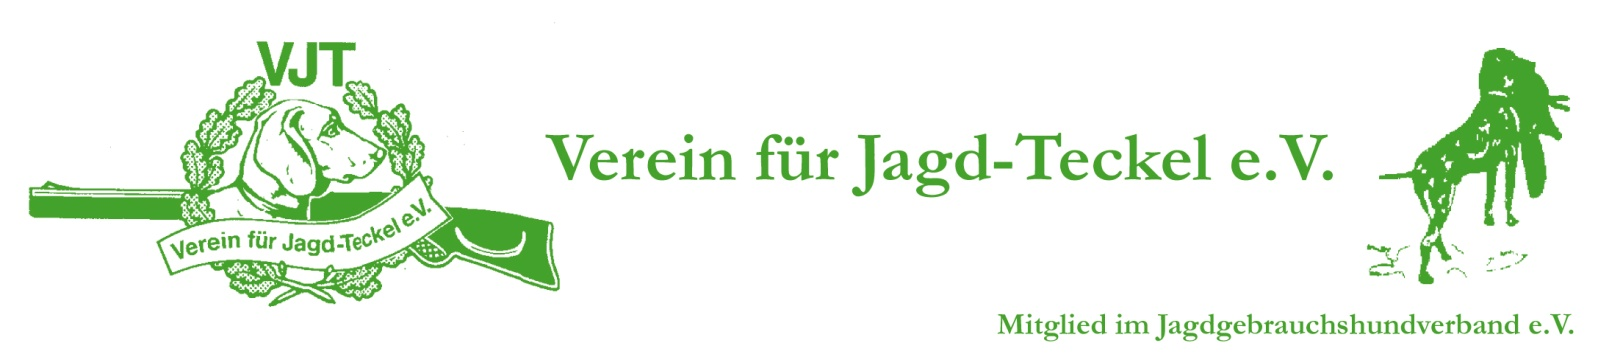 VJT
Verein für Jagd-Teckel e.V.
Verein für Jagd-Teckel e.V.
Mitglied im Jagdgebrauchshundverband e.V.